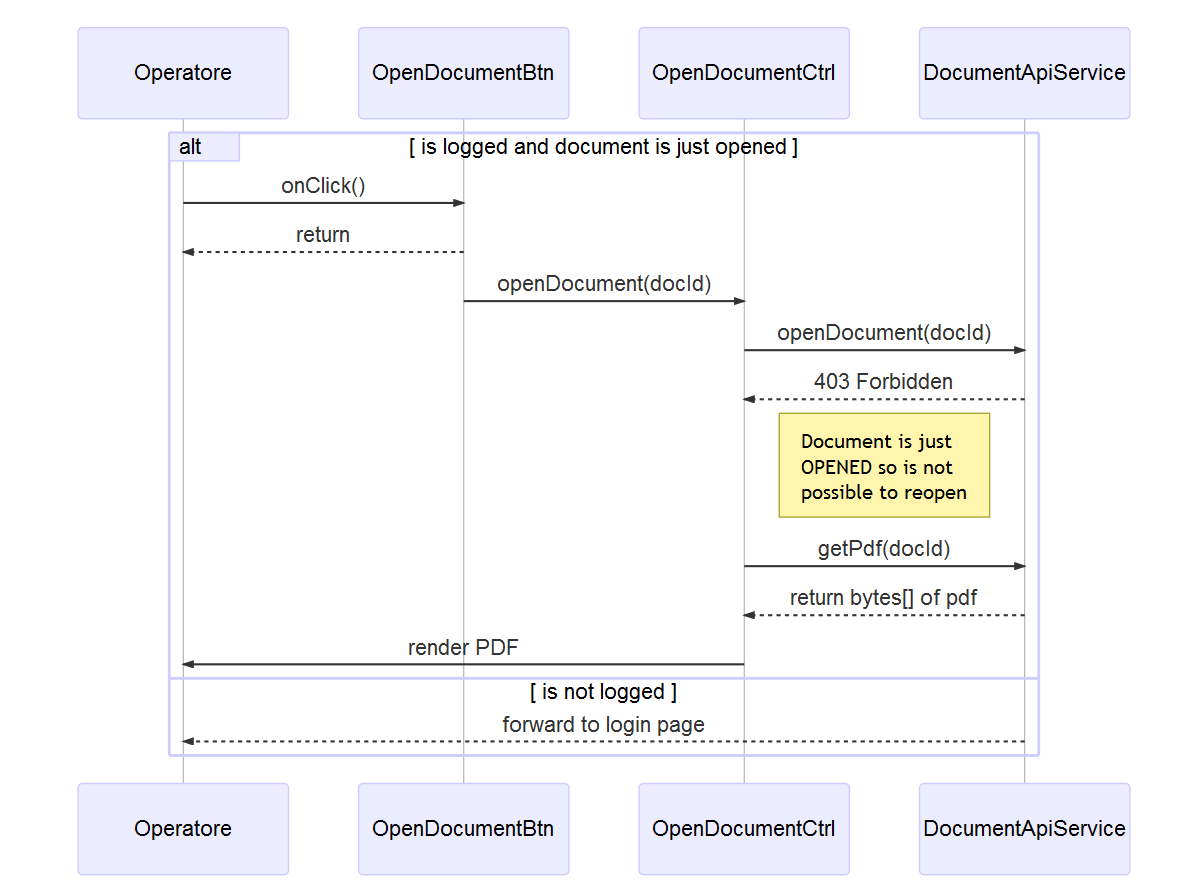 Operatore
OpenDocumentBtn
OpenDocumentCtrl
DocumentApiService
alt
[ is logged and document is just opened ]
onClick()
return
openDocument(docId)
openDocument(docId)
403 Forbidden
Document is just
OPENED so is not
possible to reopen
getPdf(docId)
return bytes[] of pdf
render PDF
[ is not logged ]
forward to login page
Operatore
OpenDocumentBtn
OpenDocumentCtrl
DocumentApiService